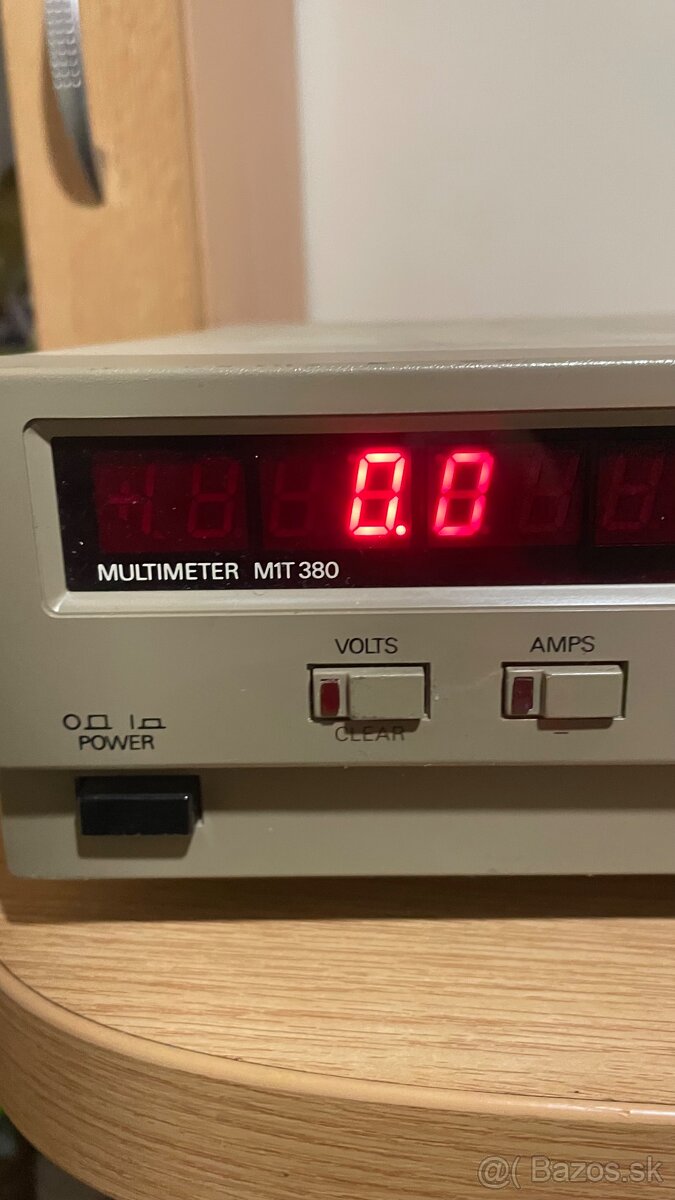 0.0
MULTIMETER M1T 380
VOLTS AMPS
CLEAR –
O I
POWER
@( Bazos.sk